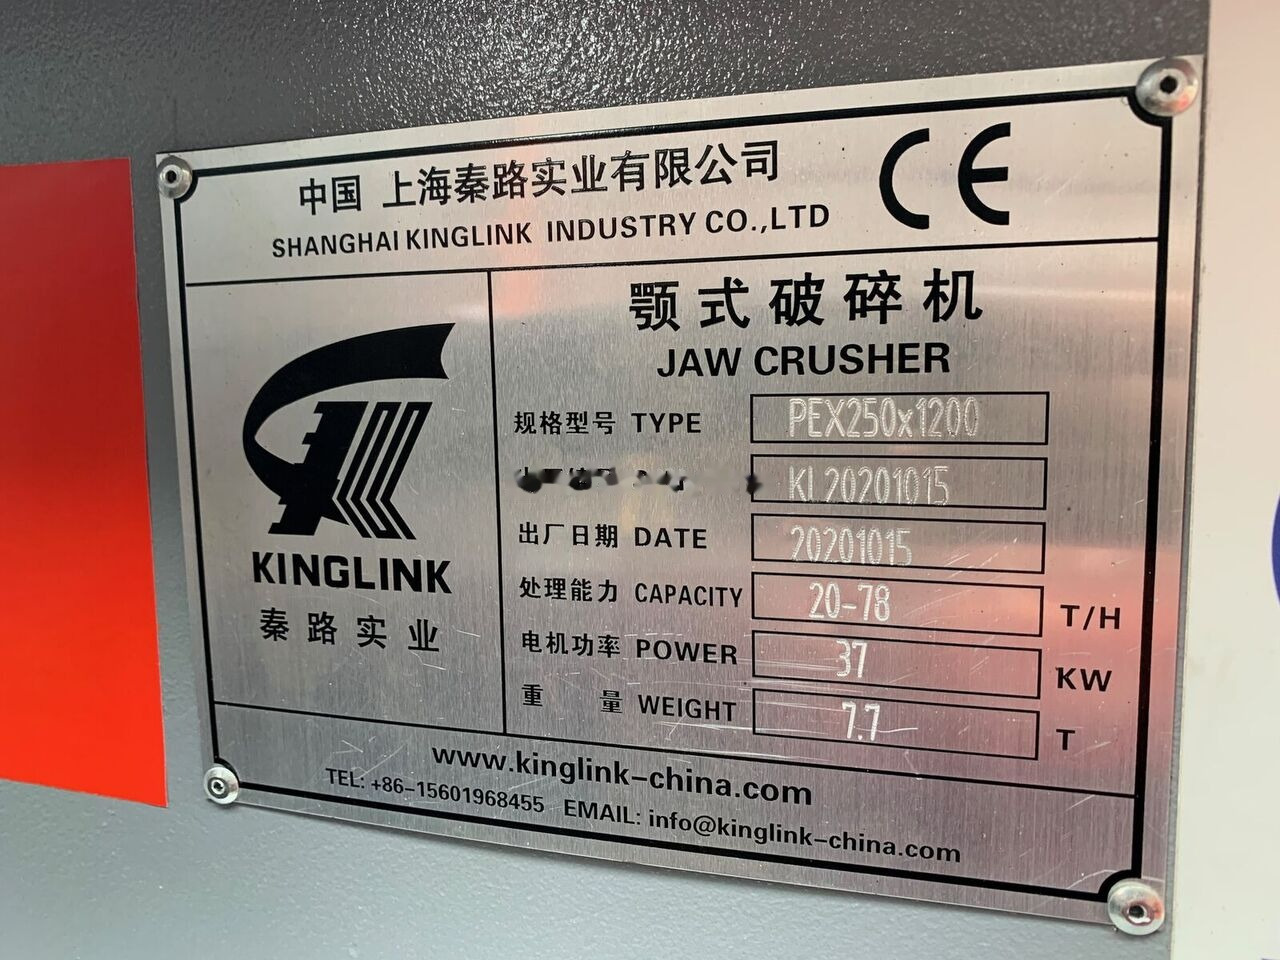 中国 上海秦路实业有限公司
SHANGHAI KINGLINK INDUSTRY CO.,LTD
CE
KINGLINK
秦路实业
颚式破碎机
JAW CRUSHER
规格型号 TYPE PEX250x1200
KL20201015
出厂日期 DATE 20201015
处理能力 CAPACITY 20-78 T/H
电机功率 POWER 37 KW
重量 WEIGHT 7.7 T
www.kinglink-china.com
TEL: +86-15601968455 EMAIL: info@kinglink-china.com